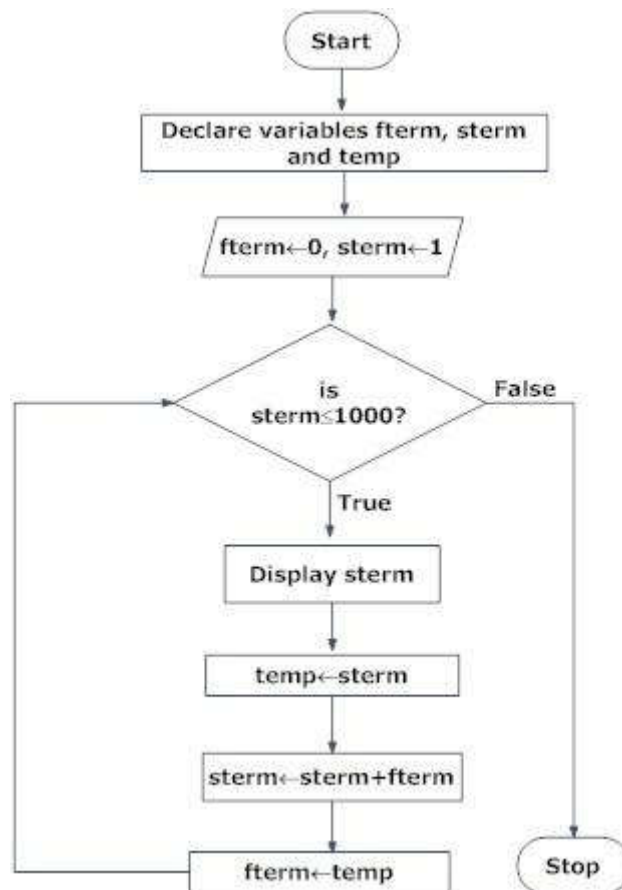 Start
Declare variables fterm, sterm
and temp
fterm←0, sterm←1
is
sterm≤1000?
False
True
Display sterm
temp←sterm
sterm←sterm+fterm
fterm←temp
Stop